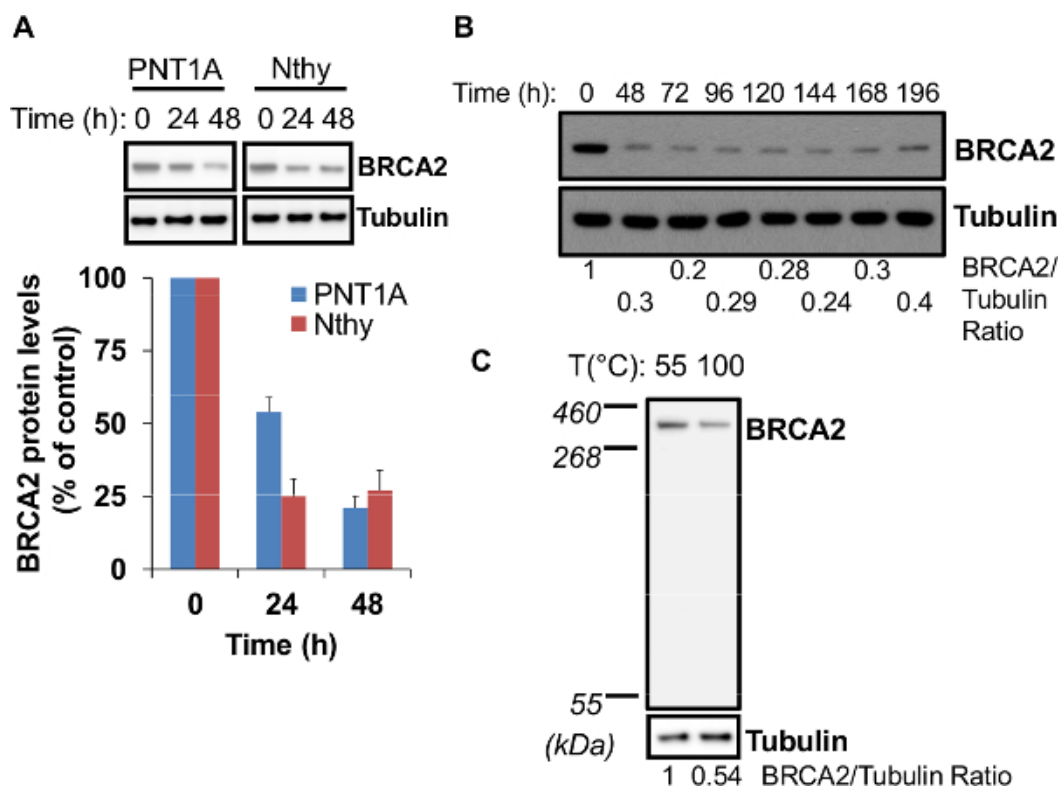 A
PNT1A Nthy
Time (h): 0 24 48 0 24 48
BRCA2
Tubulin
100
75
50
25
0
BRCA2 protein levels
(% of control)
PNT1A
Nthy
0 24 48
Time (h)
B
Time (h): 0 48 72 96 120 144 168 196
BRCA2
Tubulin
1 0.2 0.28 0.3 BRCA2/
0.3 0.29 0.24 0.4 Tubulin
Ratio
C
T(°C): 55 100
460
BRCA2
268
55
(kDa)
Tubulin
1 0.54 BRCA2/Tubulin Ratio